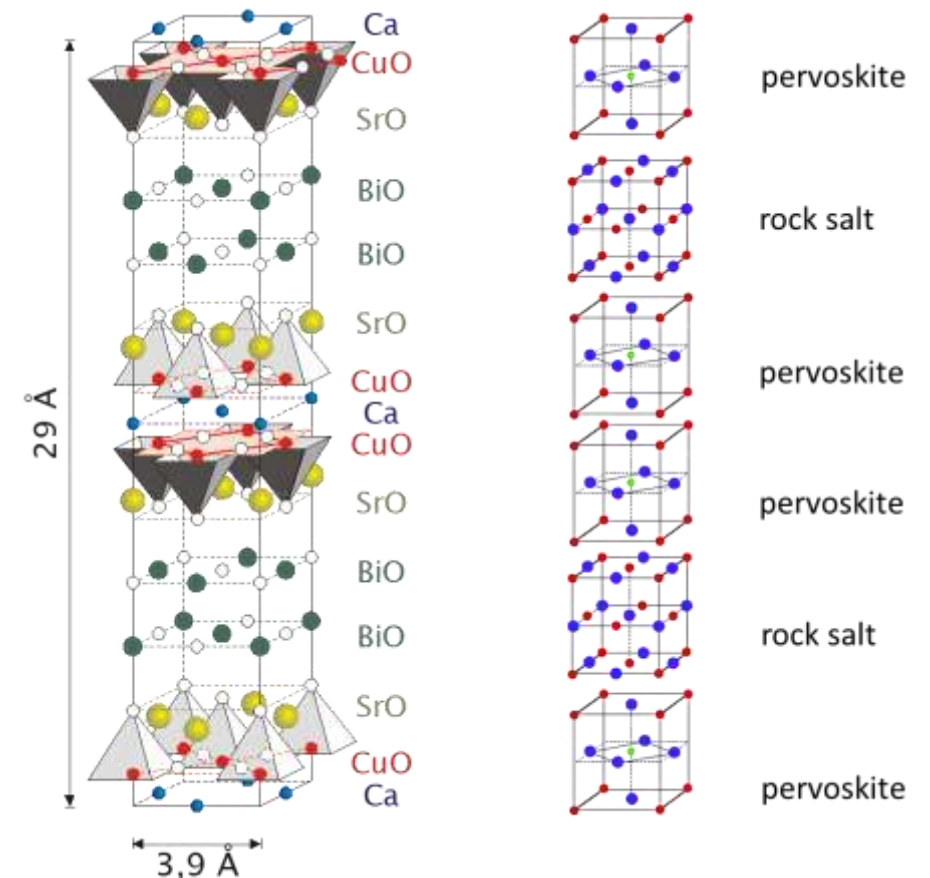 Ca
CuO
pervoskite
SrO
BiO
rock salt
BiO
SrO
pervoskite
CuO
Ca
29 Å
CuO
pervoskite
SrO
BiO
rock salt
BiO
SrO
CuO
pervoskite
Ca
3,9 Å